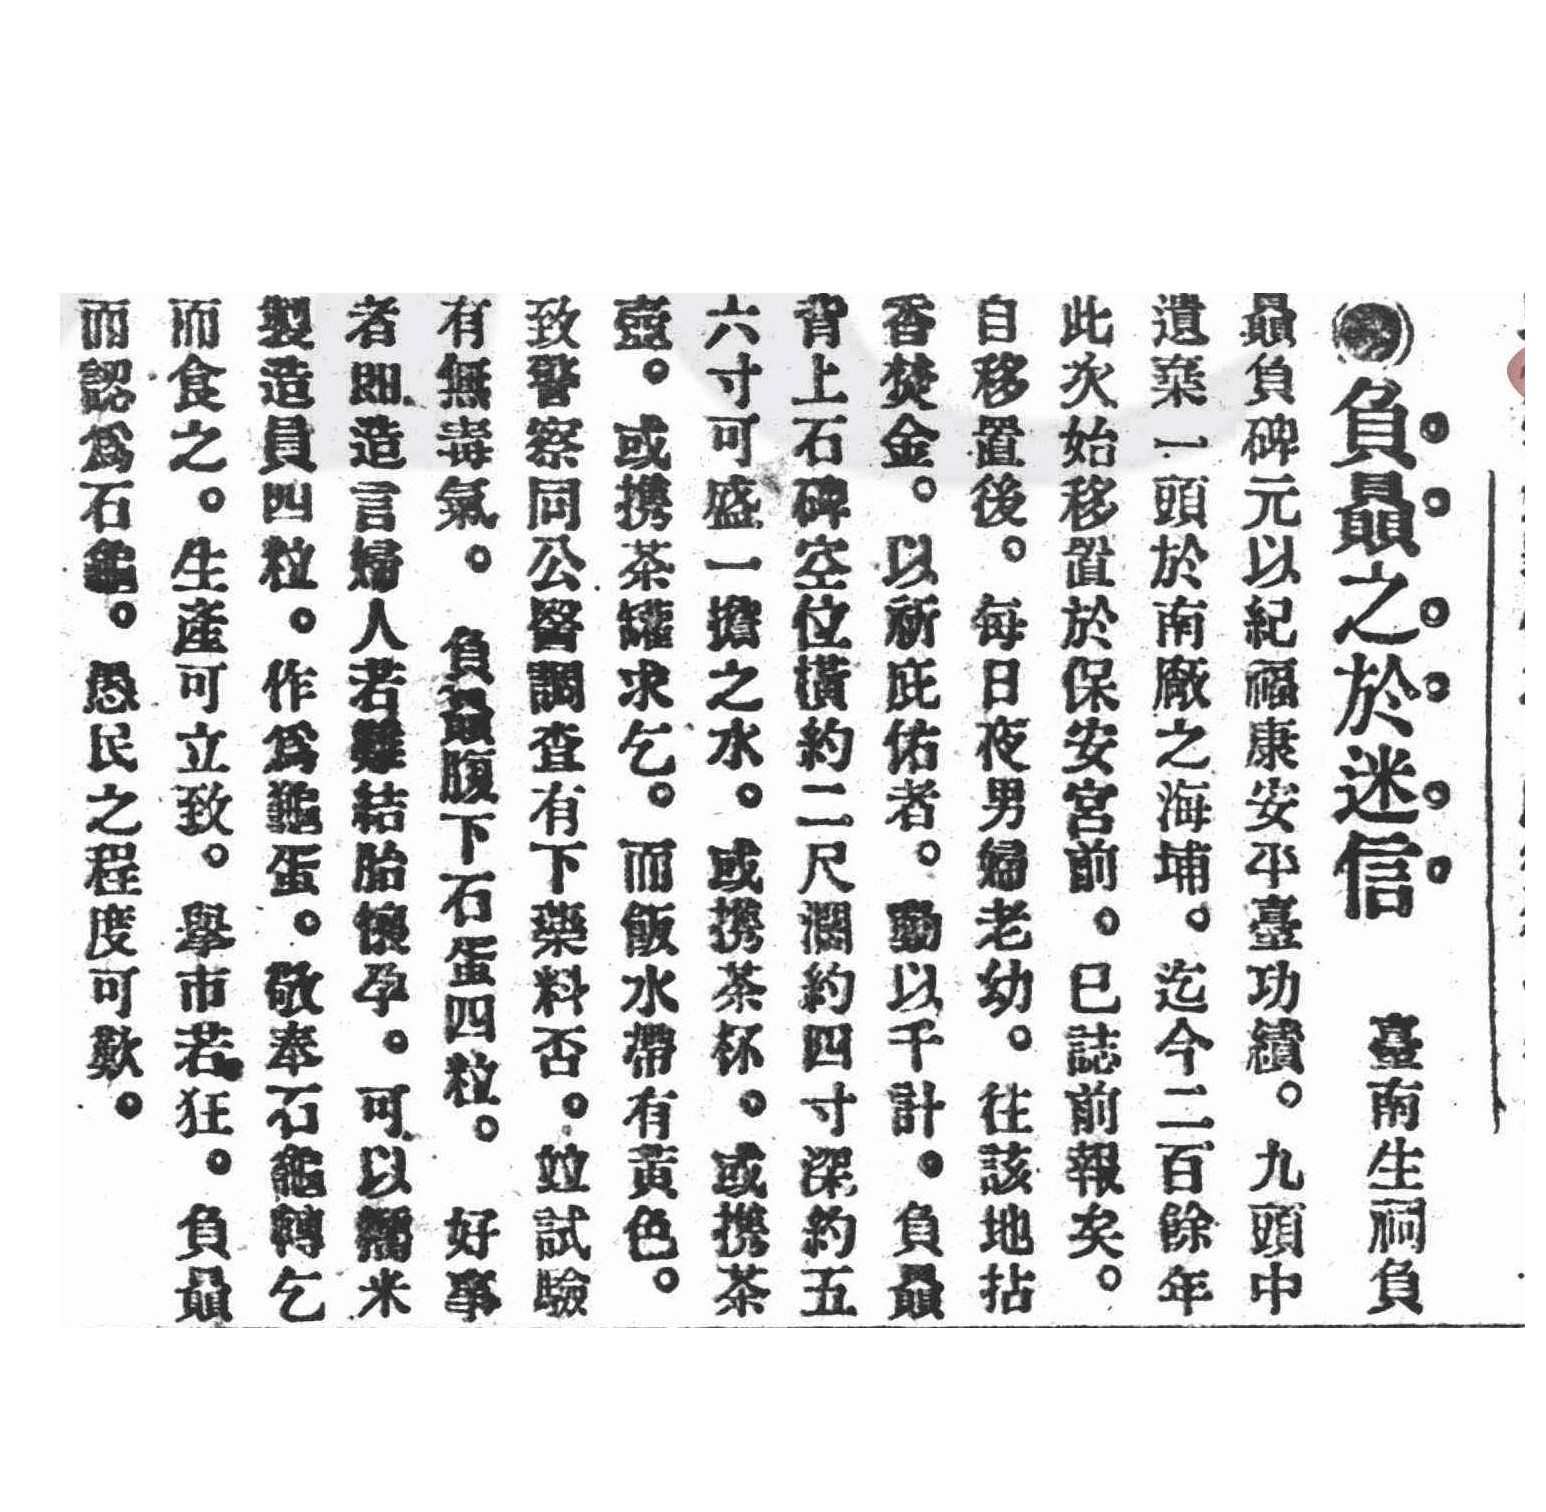 ●負贔之於迷信　臺南生祠負
贔負碑元以紀福康安平臺功績。九頭中
遺棄一頭於南廠之海埔。迄今二百餘年
此次始移置於保安宮前。已誌前報矣。
自移置後。每日夜男婦老幼。往該地拈
香焚金。以祈庇佑者。動以千計。負贔
背上石碑空位橫約二尺濶約四寸深約五
六寸可盛一擔之水。或携茶杯。或携茶
壺。或携茶罐求乞。而飯水帶有黃色。
致警察同公醫調查有下藥料否。竝試驗
有無毒氣。負贔腹下石蛋四粒。好事
者即造言婦人若難結胎懷孕。可以糯米
製造員四粒。作爲龜蛋。敬奉石龜轉乞
而食之。生產可立致。擧市若狂。負贔
而認爲石龜。愚民之程度可歎。